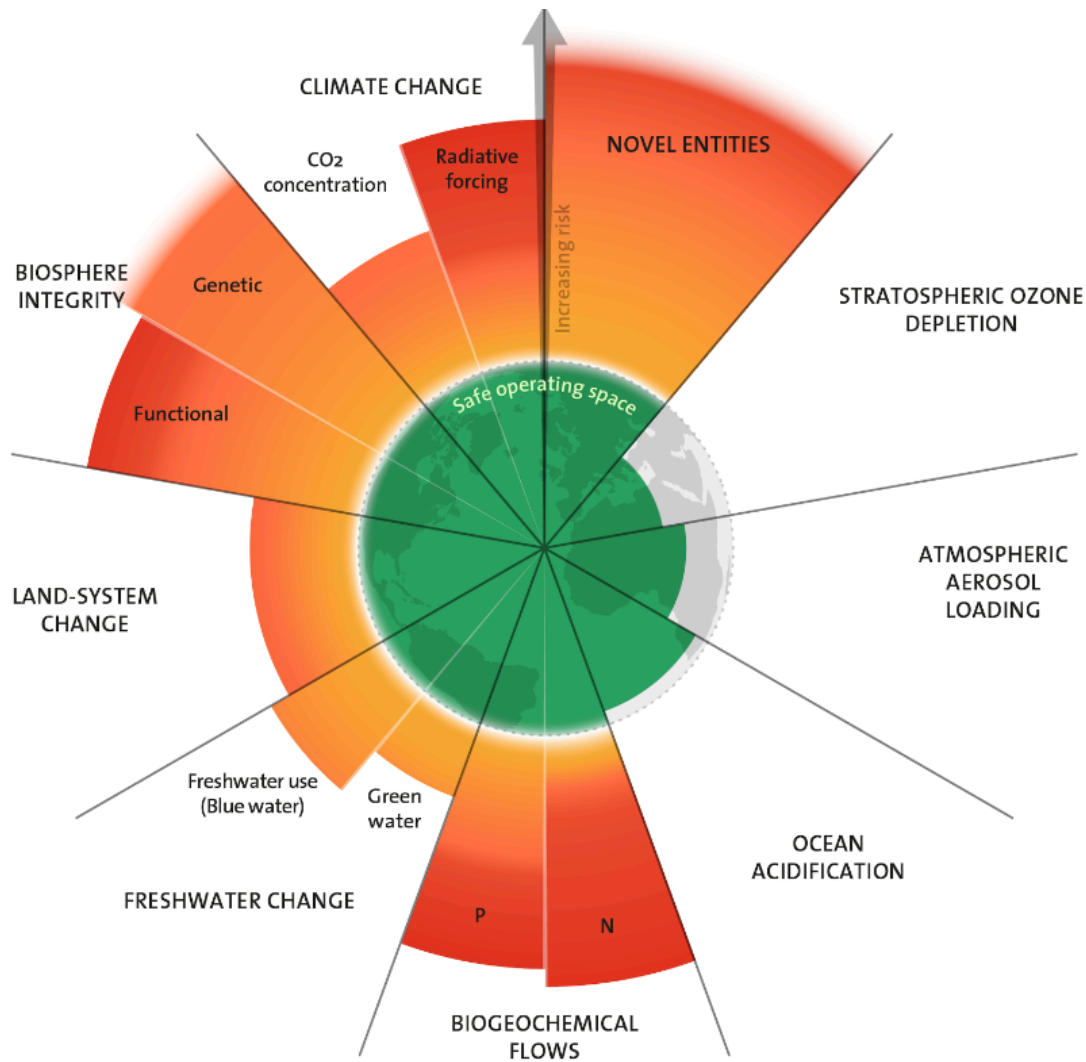 CLIMATE CHANGE
CO2
concentration
Radiative
forcing
NOVEL ENTITIES
Increasing risk
BIOSPHERE
INTEGRITY
Genetic
Functional
STRATOSPHERIC OZONE
DEPLETION
Safe operating space
ATMOSPHERIC
AEROSOL
LOADING
LAND-SYSTEM
CHANGE
Freshwater use
(Blue water)
Green
water
FRESHWATER CHANGE
OCEAN
ACIDIFICATION
P
N
BIOGEOCHEMICAL
FLOWS